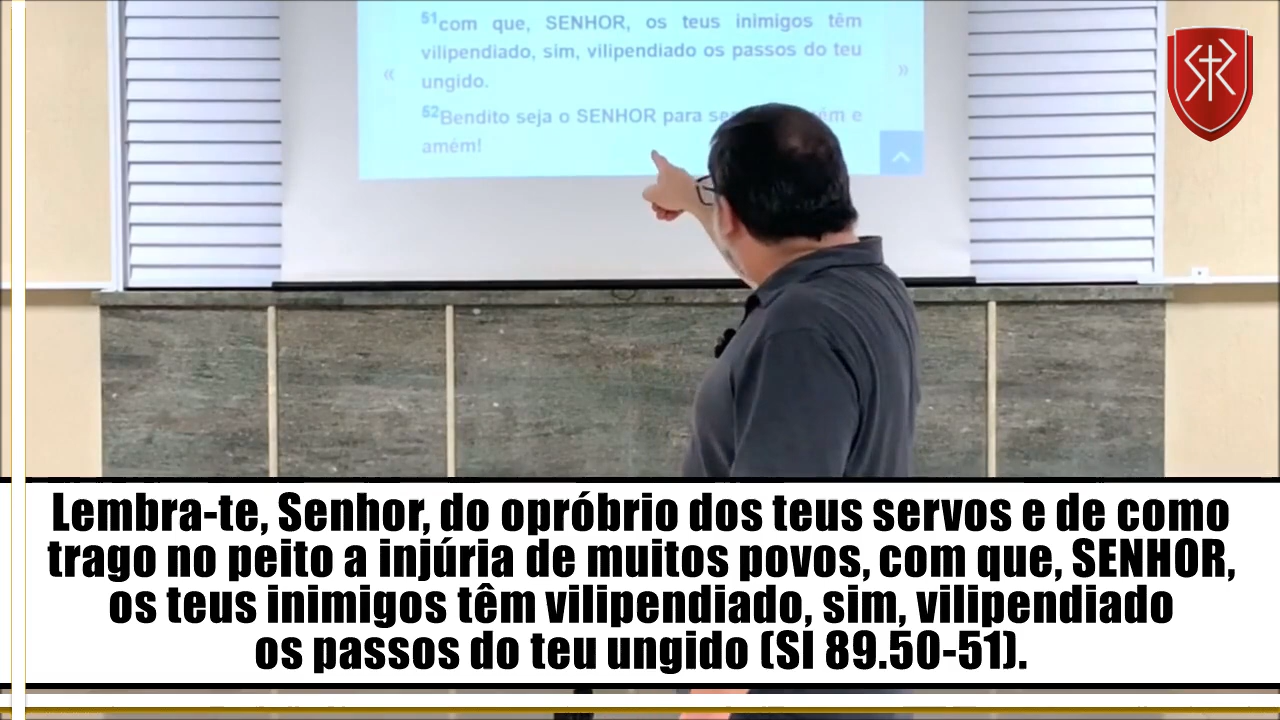 51com que, SENHOR, os teus inimigos têm
vilipendiado, sim, vilipendiado os passos do teu
ungido.
52Bendito seja o SENHOR para e
amém!
Lembra-te, Senhor, do opróbrio dos teus servos e de como
trago no peito a injúria de muitos povos, com que, SENHOR,
os teus inimigos têm vilipendiado, sim, vilipendiado
os passos do teu ungido (Sl 89.50-51).